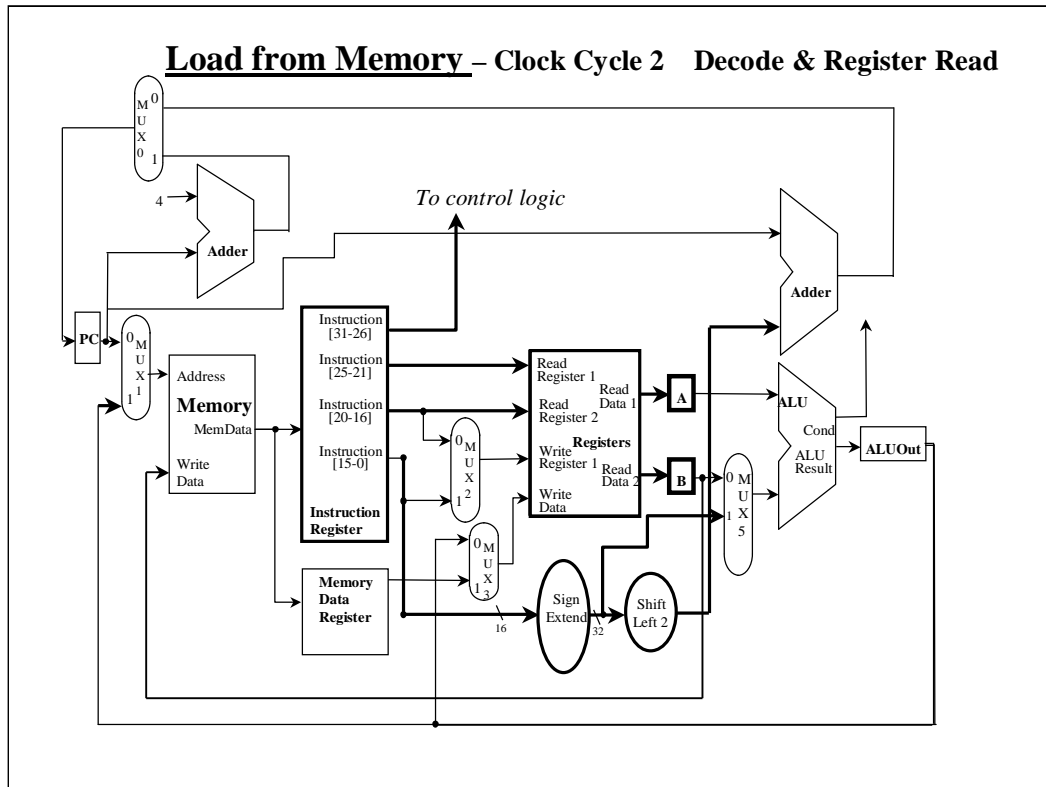 Load from Memory – Clock Cycle 2 Decode & Register Read
0
M
U
X
0
1
4
Adder
To control logic
Adder
PC
0
M
U
X
1
1
Address
Memory
MemData
Write
Data
Instruction
[31-26]
Instruction
[25-21]
Instruction
[20-16]
Instruction
[15-0]
Instruction
Register
0
M
U
X
2
1
Read
Register 1
Read
Register 2
Write
Register 1
Write
Data
Registers
Read
Data 1
Read
Data 2
A
B
0
M
U
X
5
1
ALU
Cond
ALU
Result
ALUOut
0
M
U
X
3
1
Memory
Data
Register
16
Sign
Extend
32
Shift
Left 2